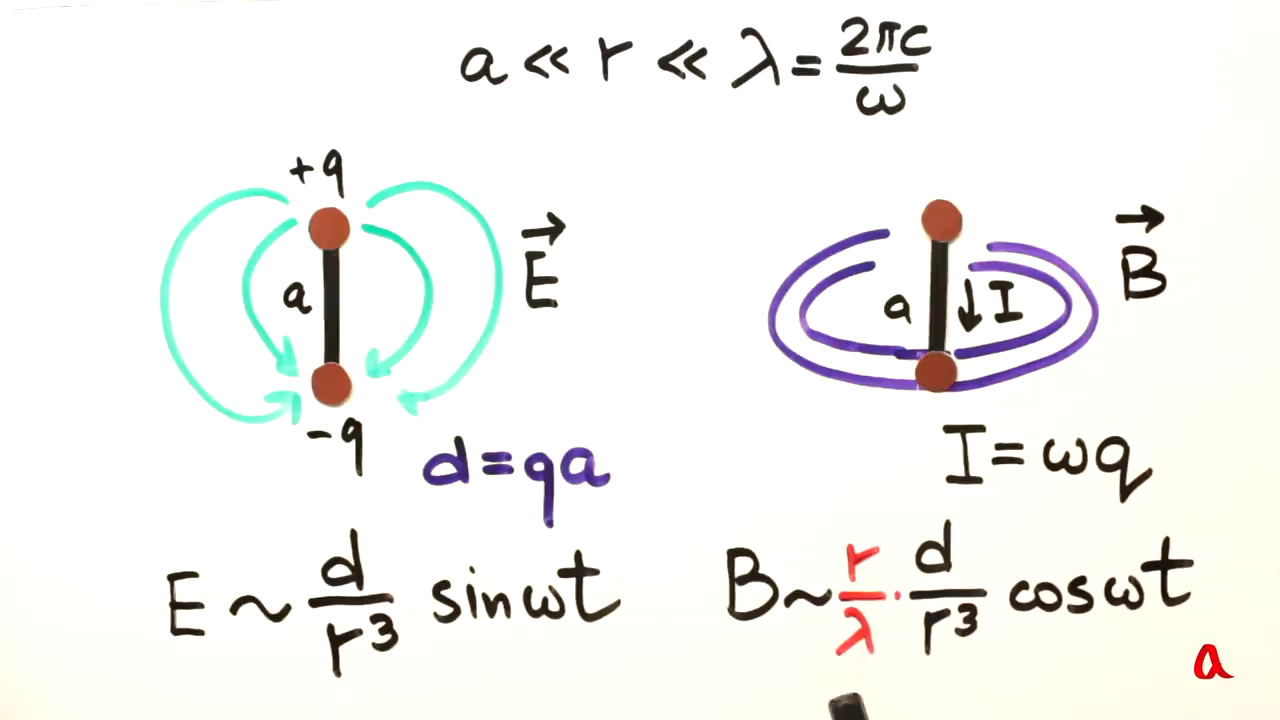 a ≪ r ≪ λ = 2πc/ω
+q
E⃗
a
-q
d = qa
E ~ d/r³ sinωt
B⃗
a ↓ I
I = ωq
B ~ r/λ · d/r³ cosωt
a